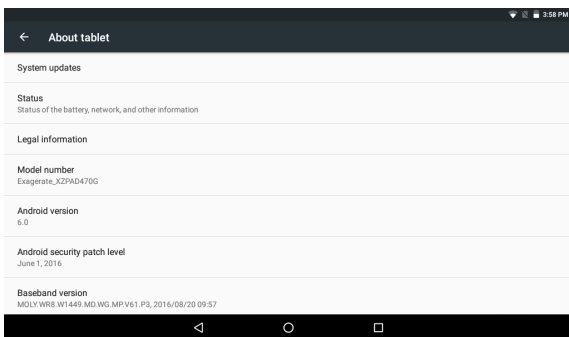 3:58 PM
About tablet
System updates
Status
Status of the battery, network, and other information
Legal information
Model number
Exagerate_XZPAD470G
Android version
6.0
Android security patch level
June 1, 2016
Baseband version
MOLY.WR8.W1449.MD.WG.MP.V61.P3, 2016/08/20 09:57